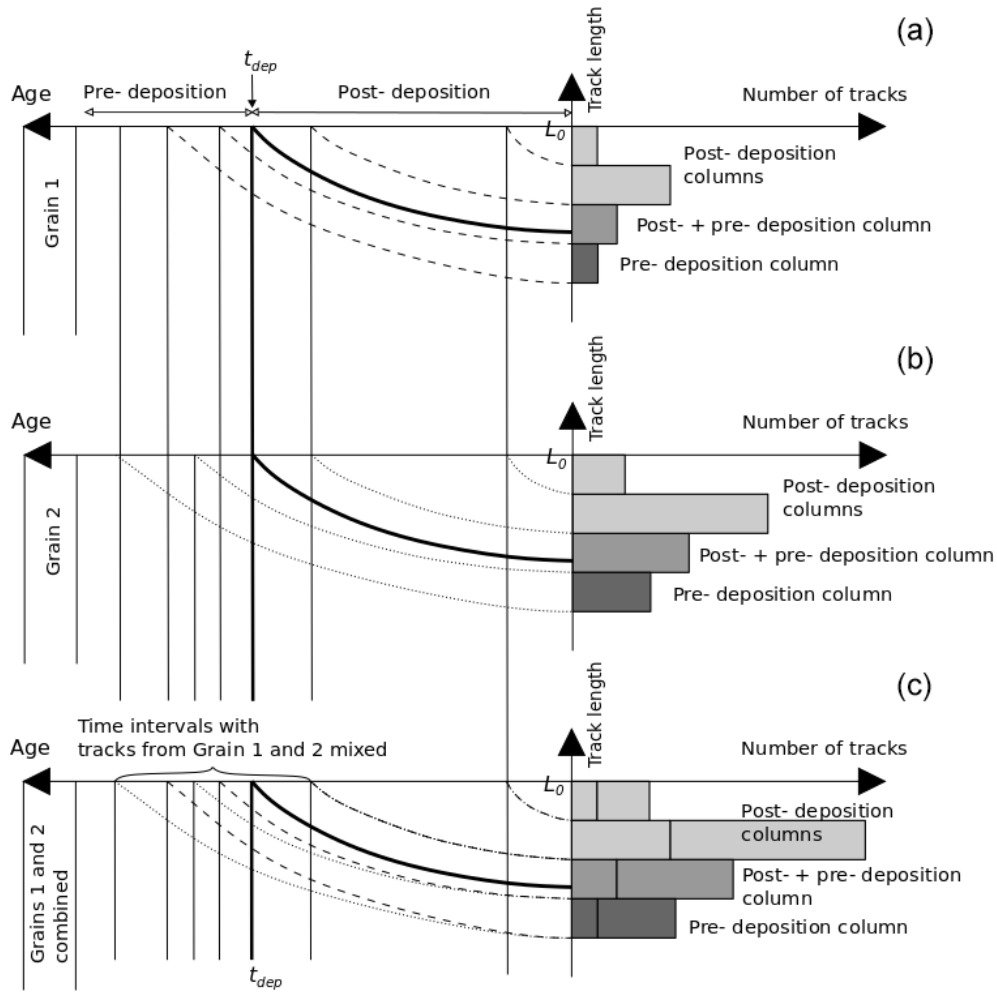 (a)
t_dep
Track length
Age
Pre- deposition
Post- deposition
Number of tracks
L_0
Post- deposition
columns
Post- + pre- deposition column
Pre- deposition column
Grain 1
(b)
Track length
Age
Number of tracks
L_0
Post- deposition
columns
Post- + pre- deposition column
Pre- deposition column
Grain 2
(c)
Track length
Time intervals with
tracks from Grain 1 and 2 mixed
Age
Number of tracks
L_0
Post- deposition
columns
Post- + pre- deposition
column
Pre- deposition column
Grains 1 and 2
combined
t_dep